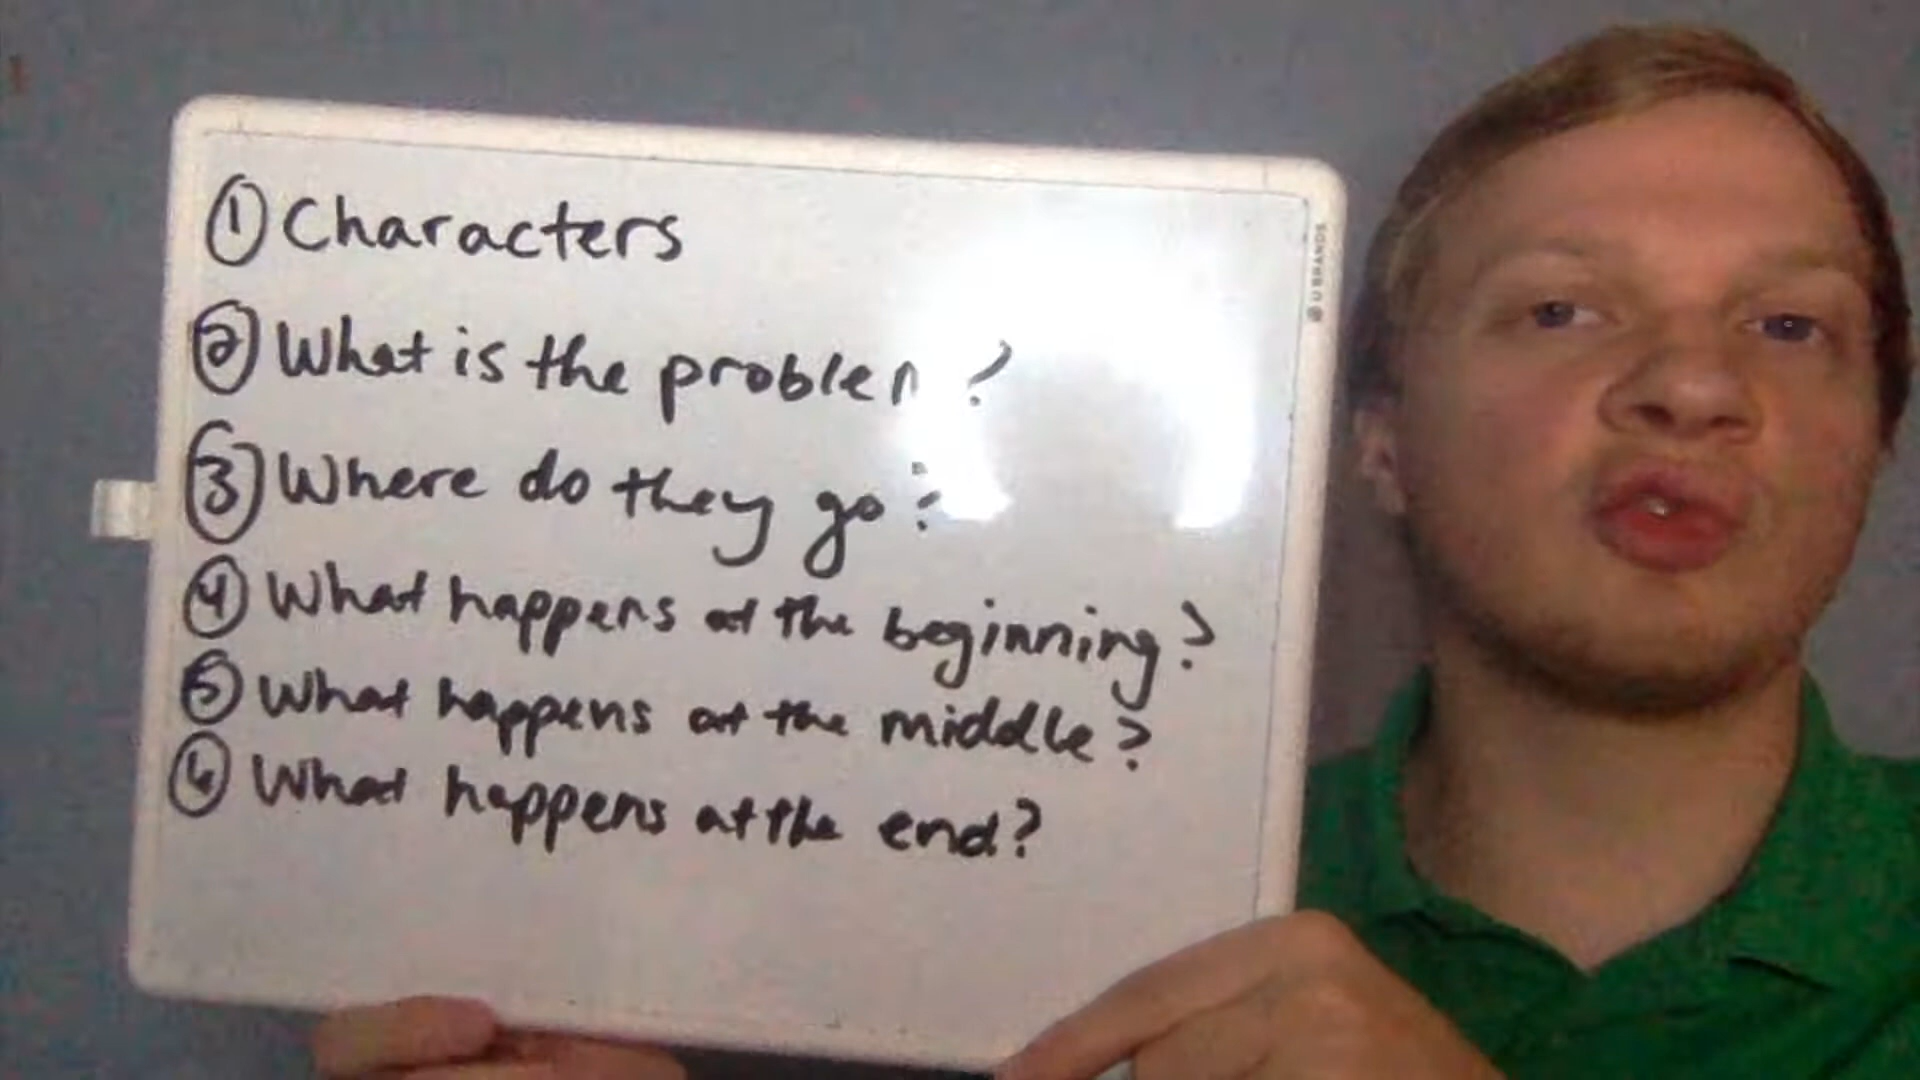 ① Characters
② What is the problem ?
③ Where do they go ?
④ What happens at the beginning?
⑤ What happens at the middle?
⑥ What happens at the end?
UBRANDS